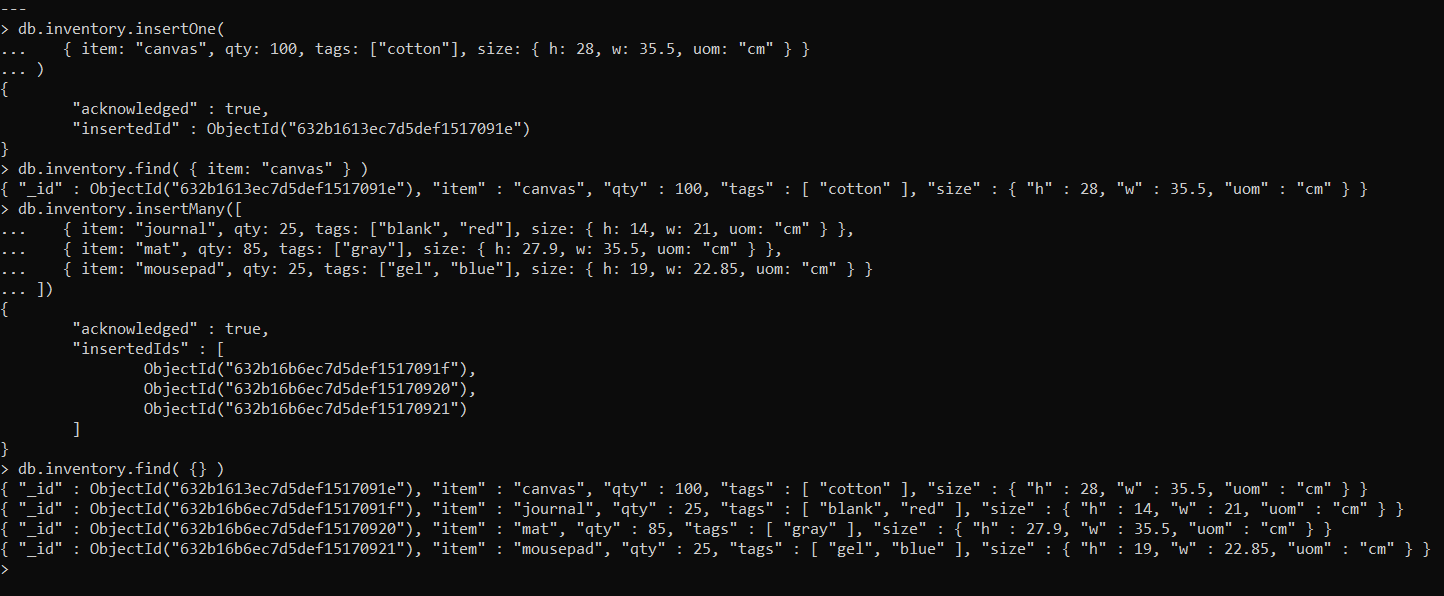 ---
> db.inventory.insertOne(
...    { item: "canvas", qty: 100, tags: ["cotton"], size: { h: 28, w: 35.5, uom: "cm" } }
... )
{
        "acknowledged" : true,
        "insertedId" : ObjectId("632b1613ec7d5def1517091e")
}
> db.inventory.find( { item: "canvas" } )
{ "_id" : ObjectId("632b1613ec7d5def1517091e"), "item" : "canvas", "qty" : 100, "tags" : [ "cotton" ], "size" : { "h" : 28, "w" : 35.5, "uom" : "cm" } }
> db.inventory.insertMany([
...    { item: "journal", qty: 25, tags: ["blank", "red"], size: { h: 14, w: 21, uom: "cm" } },
...    { item: "mat", qty: 85, tags: ["gray"], size: { h: 27.9, w: 35.5, uom: "cm" } },
...    { item: "mousepad", qty: 25, tags: ["gel", "blue"], size: { h: 19, w: 22.85, uom: "cm" } }
... ])
{
        "acknowledged" : true,
        "insertedIds" : [
                ObjectId("632b16b6ec7d5def1517091f"),
                ObjectId("632b16b6ec7d5def15170920"),
                ObjectId("632b16b6ec7d5def15170921")
        ]
}
> db.inventory.find( {} )
{ "_id" : ObjectId("632b1613ec7d5def1517091e"), "item" : "canvas", "qty" : 100, "tags" : [ "cotton" ], "size" : { "h" : 28, "w" : 35.5, "uom" : "cm" } }
{ "_id" : ObjectId("632b16b6ec7d5def1517091f"), "item" : "journal", "qty" : 25, "tags" : [ "blank", "red" ], "size" : { "h" : 14, "w" : 21, "uom" : "cm" } }
{ "_id" : ObjectId("632b16b6ec7d5def15170920"), "item" : "mat", "qty" : 85, "tags" : [ "gray" ], "size" : { "h" : 27.9, "w" : 35.5, "uom" : "cm" } }
{ "_id" : ObjectId("632b16b6ec7d5def15170921"), "item" : "mousepad", "qty" : 25, "tags" : [ "gel", "blue" ], "size" : { "h" : 19, "w" : 22.85, "uom" : "cm" } }
>